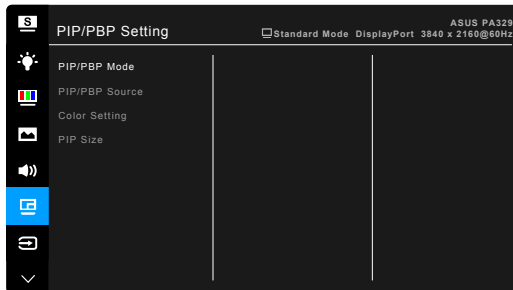 S
ASUS PA329
PIP/PBP Setting
Standard Mode DisplayPort 3840 x 2160@60Hz
PIP/PBP Mode
PIP/PBP Source
Color Setting
PIP Size